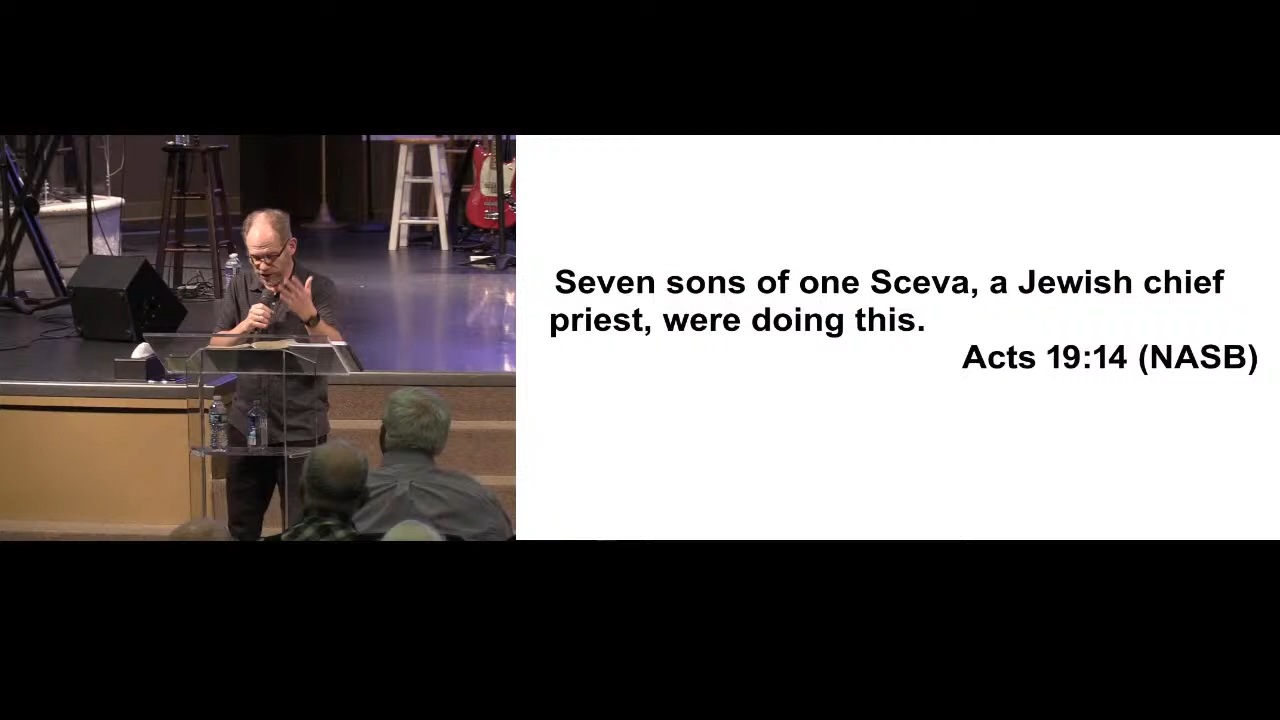 Seven sons of one Sceva, a Jewish chief
priest, were doing this.
Acts 19:14 (NASB)